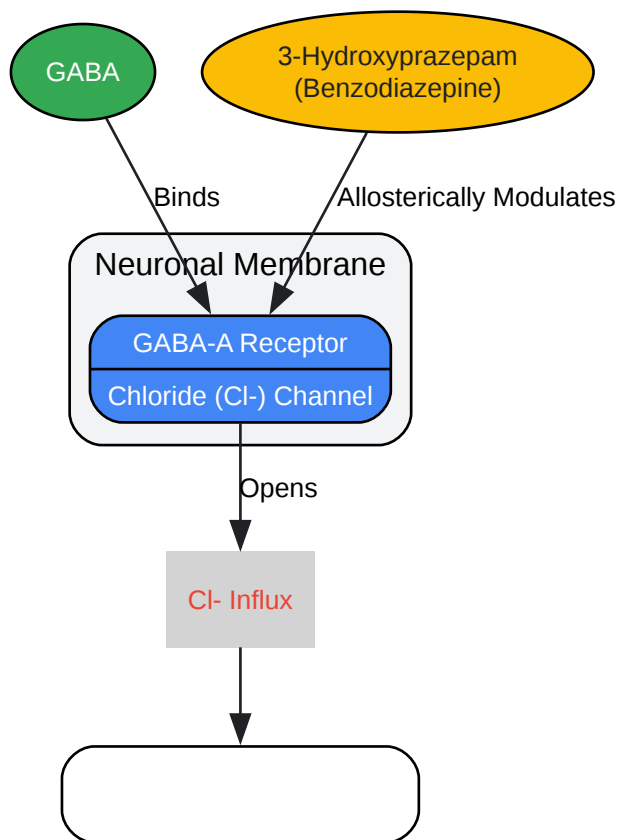 GABA
3-Hydroxyprazepam
(Benzodiazepine)
Binds
Allosterically Modulates
Neuronal Membrane
GABA-A Receptor
Chloride (Cl-) Channel
Opens
Cl- Influx